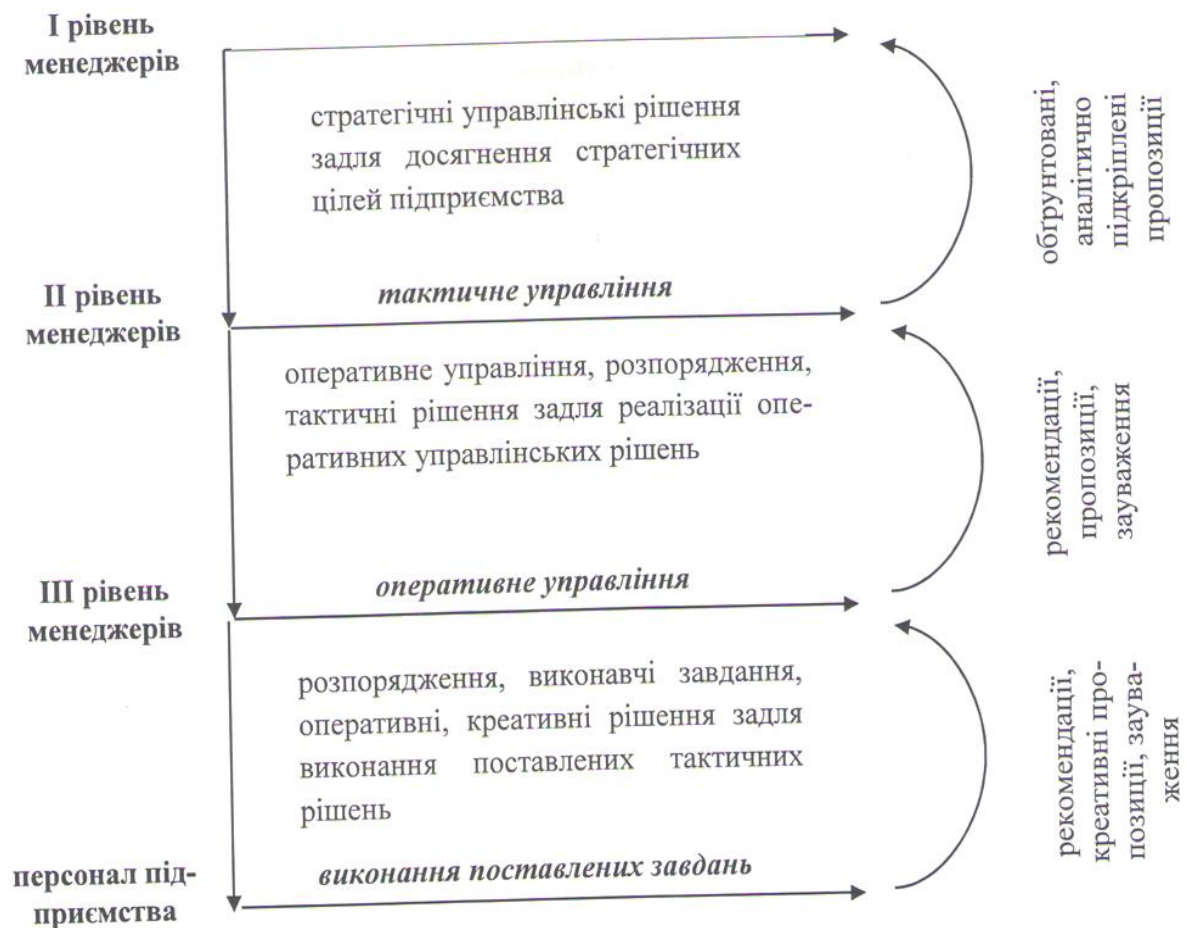 І рівень
менеджерів
стратегічні управлінські рішення
задля досягнення стратегічних
цілей підприємства
обґрунтовані,
аналітично
підкріплені
пропозиції
ІІ рівень
менеджерів
тактичне управління
оперативне управління, розпорядження,
тактичні рішення задля реалізації опе-
ративних управлінських рішень
рекомендації,
пропозиції,
зауваження
ІІІ рівень
менеджерів
оперативне управління
розпорядження, виконавчі завдання,
оперативні, креативні рішення задля
виконання поставлених тактичних
рішень
рекомендації,
креативні про-
позиції, заува-
ження
персонал під-
приємства
виконання поставлених завдань